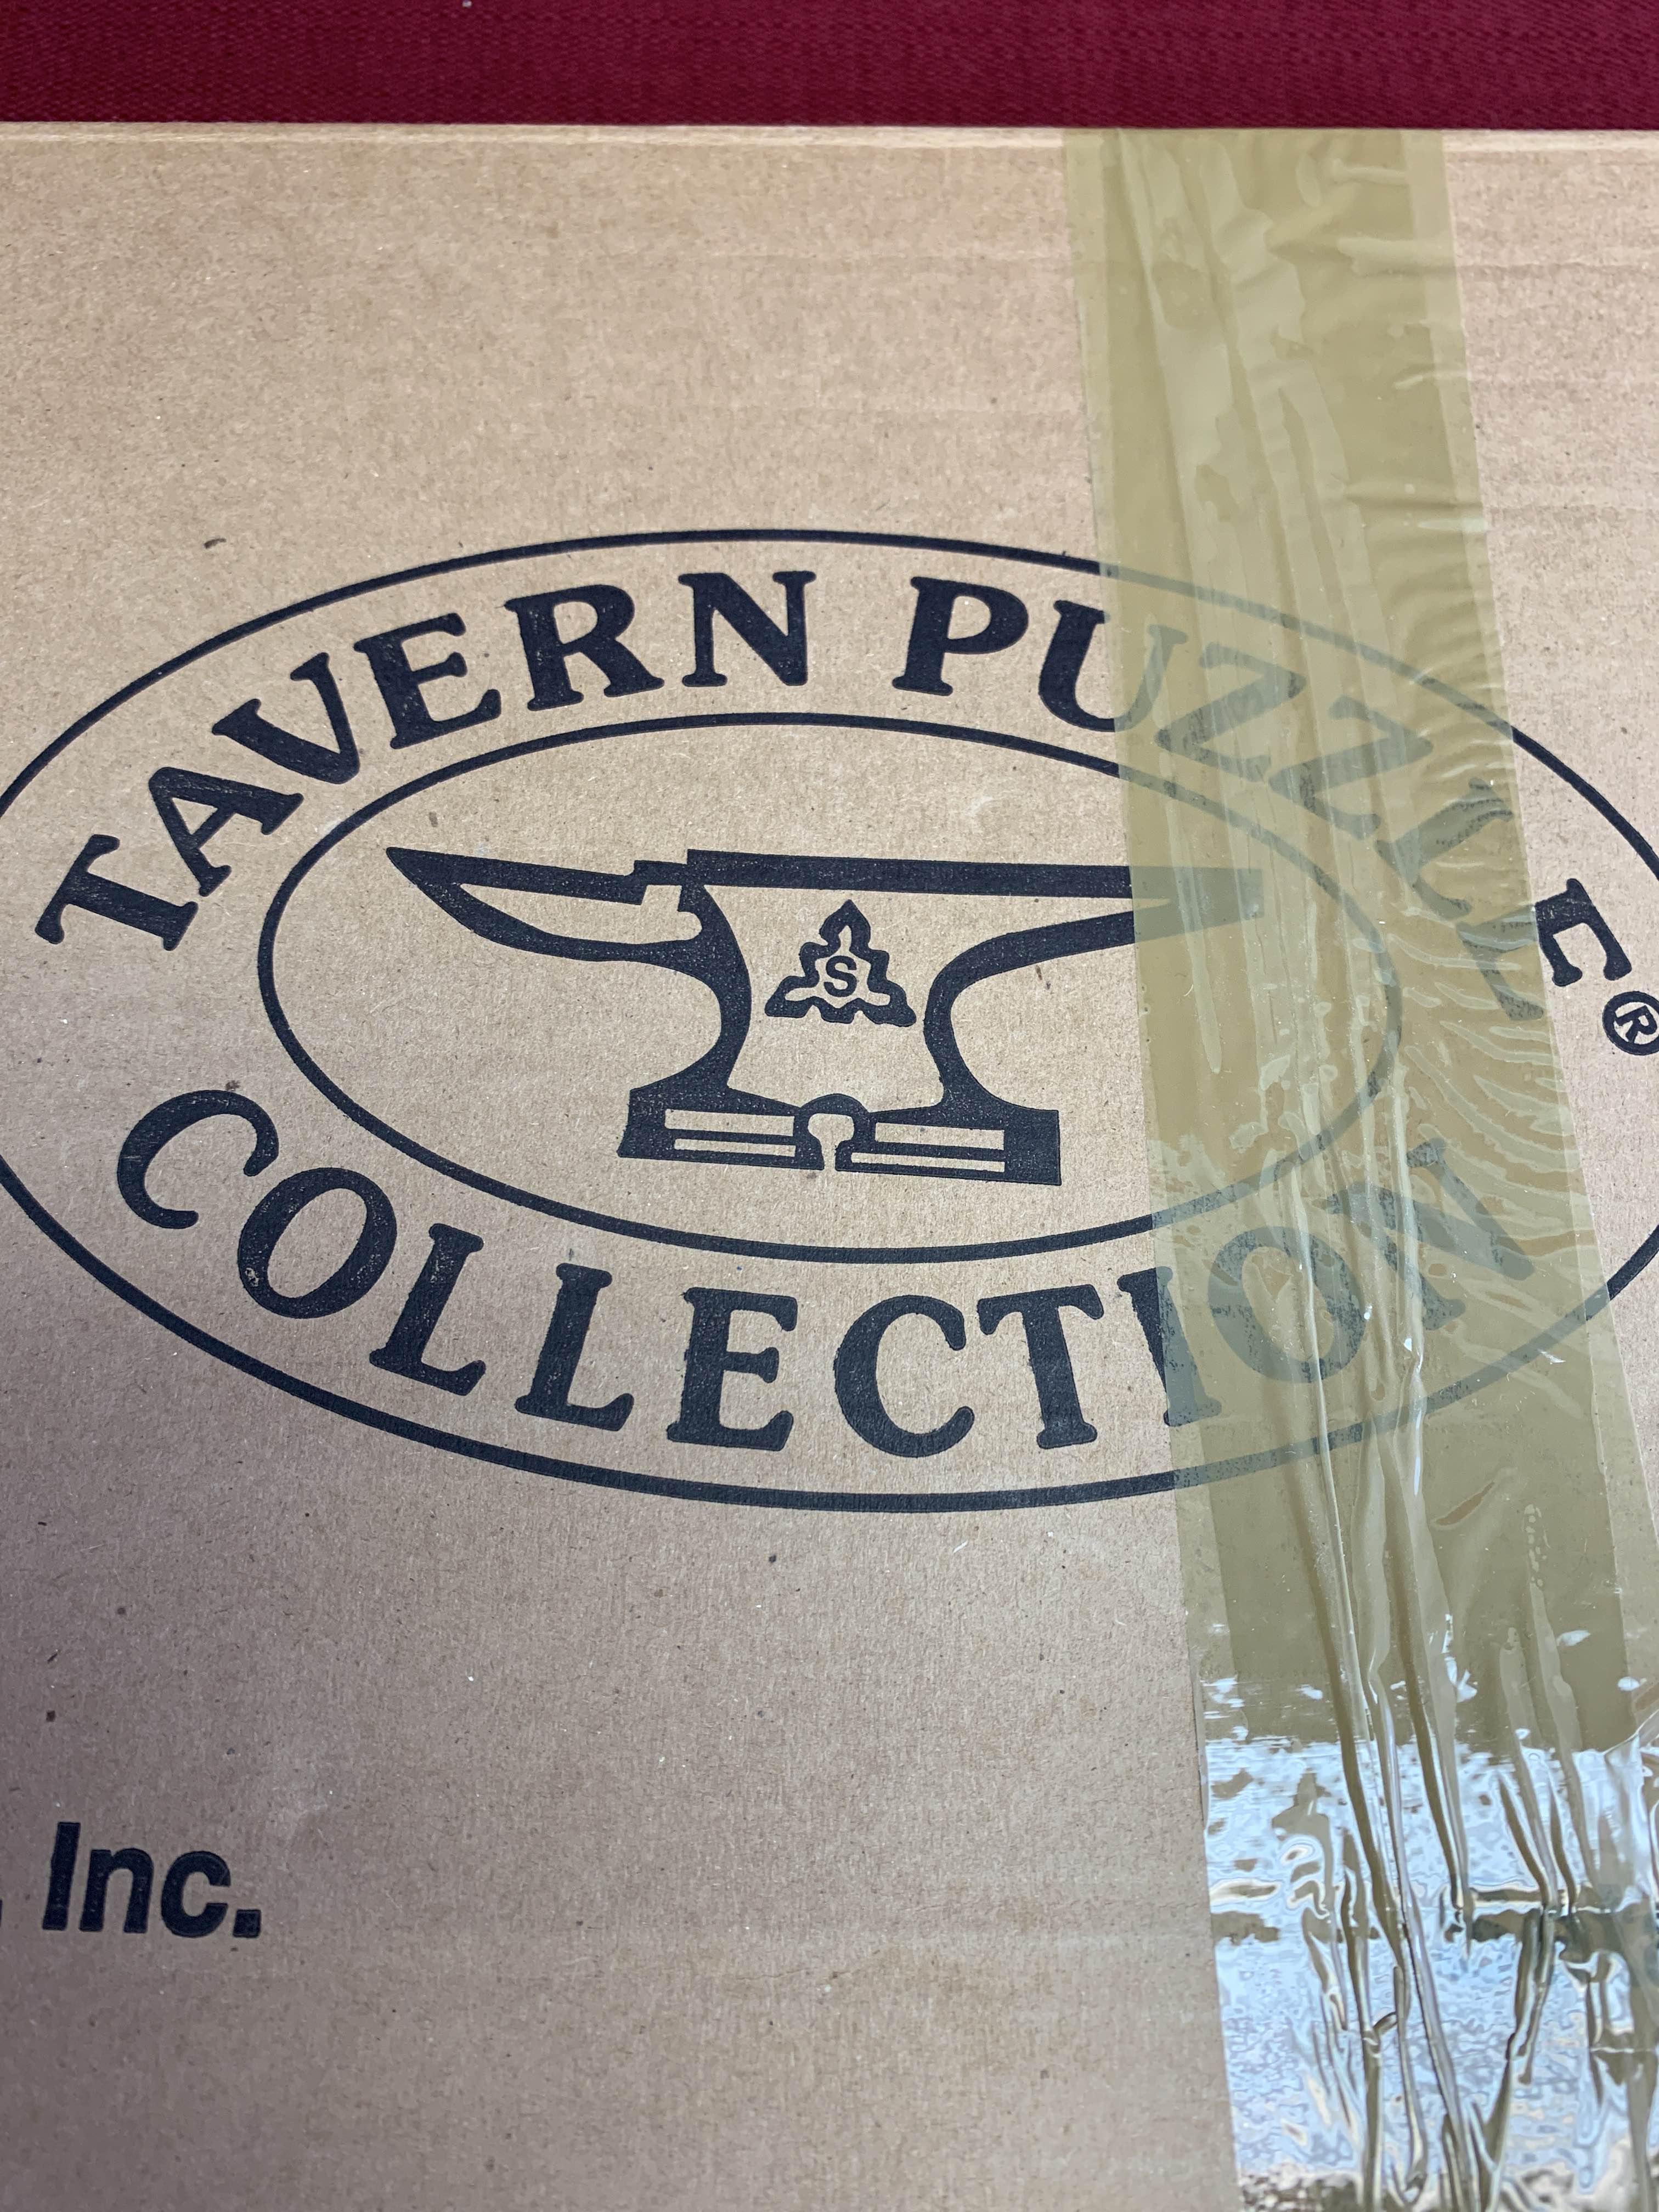 TAVERN PUZZLE®
S
COLLECTION
Inc.